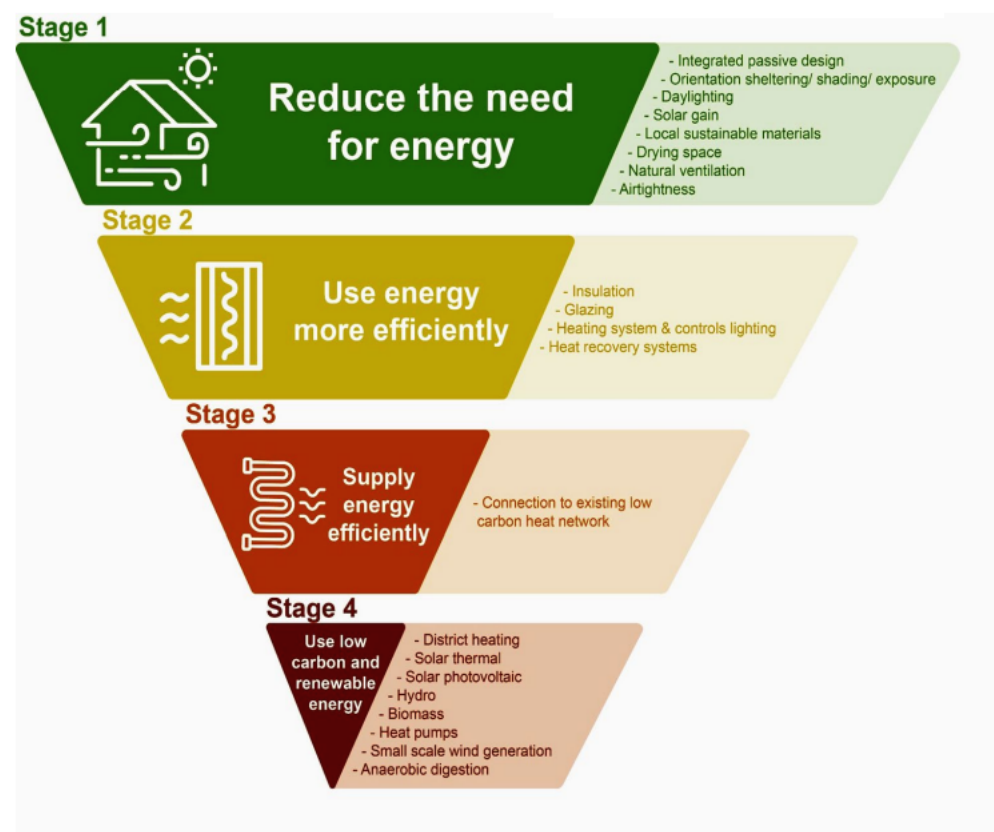 Stage 1
Reduce the need
for energy
- Integrated passive design
- Orientation sheltering/ shading/ exposure
- Daylighting
- Solar gain
- Local sustainable materials
- Drying space
- Natural ventilation
- Airtightness
Stage 2
Use energy
more efficiently
- Insulation
- Glazing
- Heating system & controls lighting
- Heat recovery systems
Stage 3
Supply
energy
efficiently
- Connection to existing low
carbon heat network
Stage 4
Use low
carbon and
renewable
energy
- District heating
- Solar thermal
- Solar photovoltaic
- Hydro
- Biomass
- Heat pumps
- Small scale wind generation
- Anaerobic digestion